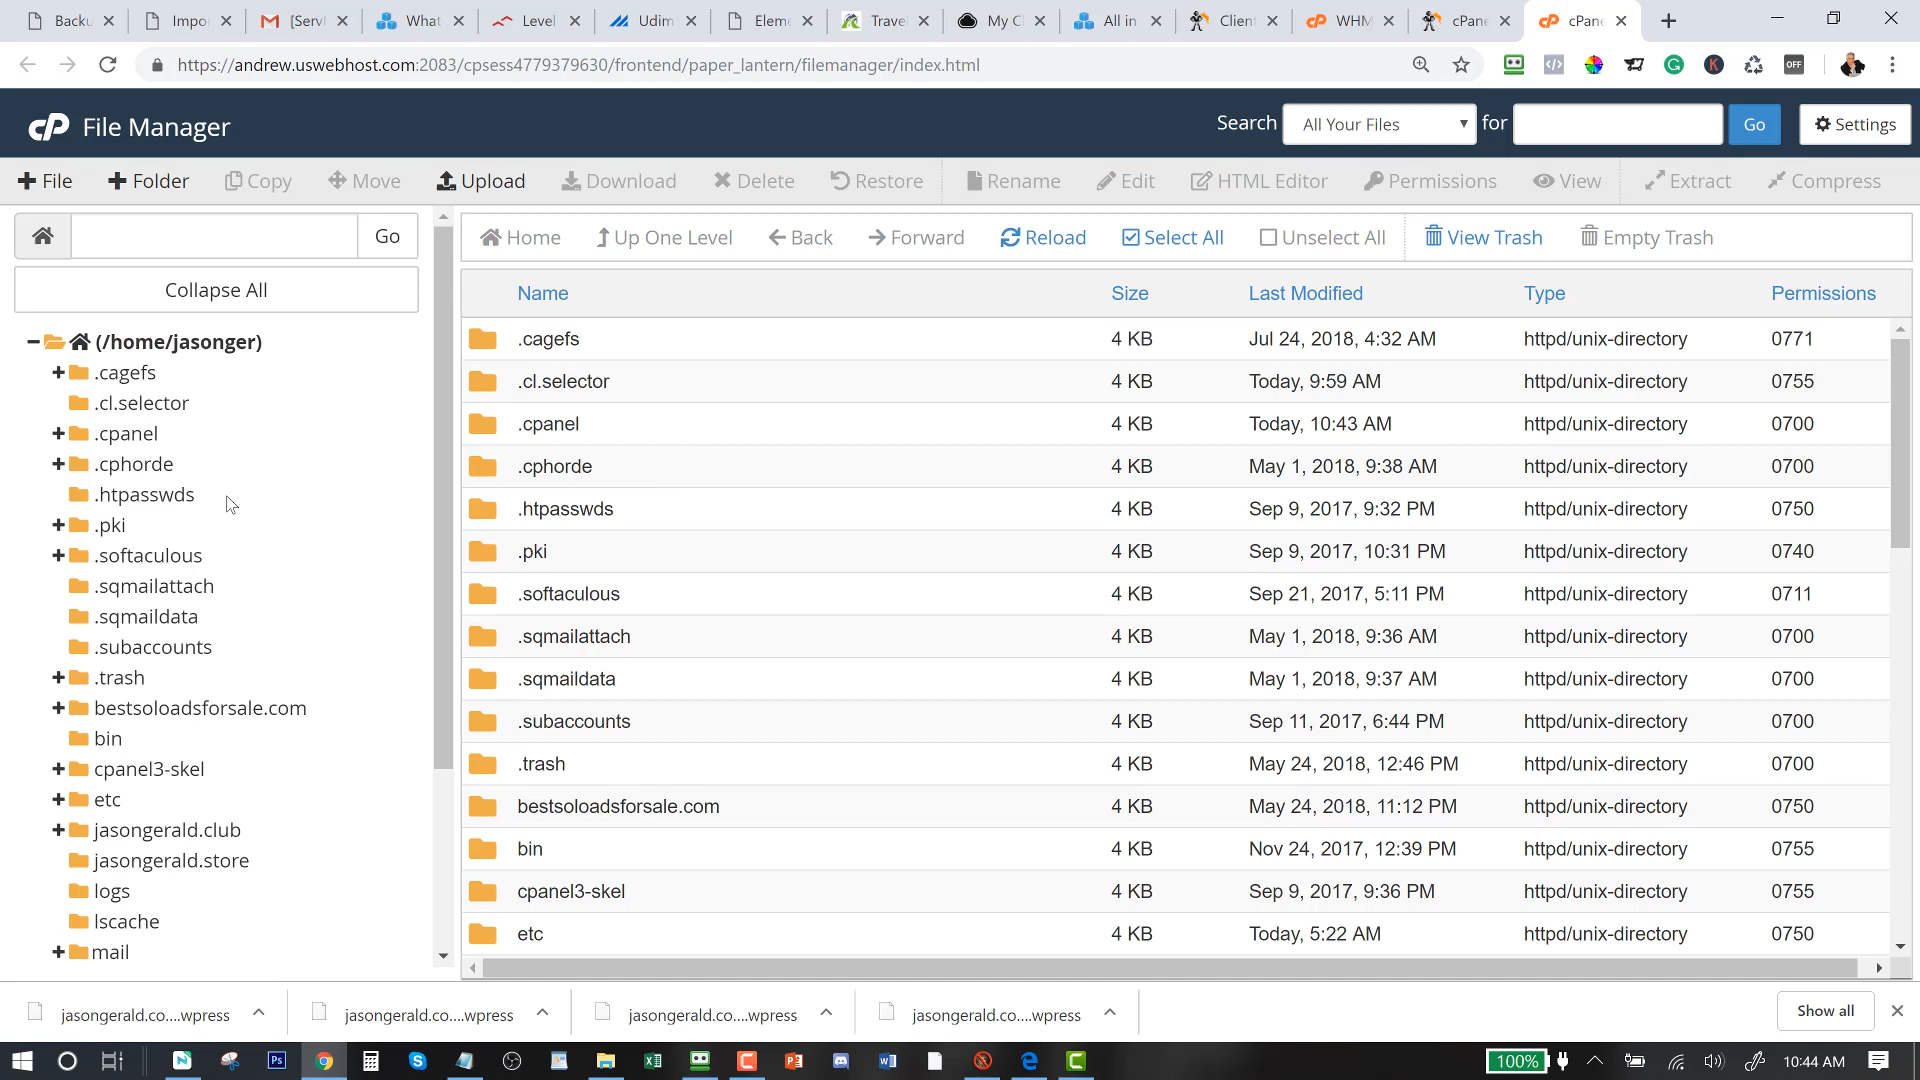 Backu
Impor
[Servi
What
Level
Udim
Elem
Trave
My C
All in
Client
WHM
cPane
cPane
https://andrew.uswebhost.com:2083/cpsess4779379630/frontend/paper_lantern/filemanager/index.html
OFF
cP File Manager
Search All Your Files for Go Settings
File Folder Copy Move Upload Download Delete Restore Rename Edit HTML Editor Permissions View Extract Compress
Go
Home Up One Level Back Forward Reload Select All Unselect All View Trash Empty Trash
Collapse All
(/home/jasonger)
.cagefs
.cl.selector
.cpanel
.cphorde
.htpasswds
.pki
.softaculous
.sqmailattach
.sqmaildata
.subaccounts
.trash
bestsoloadsforsale.com
bin
cpanel3-skel
etc
jasongerald.club
jasongerald.store
logs
lscache
mail
Name Size Last Modified Type Permissions
.cagefs 4 KB Jul 24, 2018, 4:32 AM httpd/unix-directory 0771
.cl.selector 4 KB Today, 9:59 AM httpd/unix-directory 0755
.cpanel 4 KB Today, 10:43 AM httpd/unix-directory 0700
.cphorde 4 KB May 1, 2018, 9:38 AM httpd/unix-directory 0700
.htpasswds 4 KB Sep 9, 2017, 9:32 PM httpd/unix-directory 0750
.pki 4 KB Sep 9, 2017, 10:31 PM httpd/unix-directory 0740
.softaculous 4 KB Sep 21, 2017, 5:11 PM httpd/unix-directory 0711
.sqmailattach 4 KB May 1, 2018, 9:36 AM httpd/unix-directory 0700
.sqmaildata 4 KB May 1, 2018, 9:37 AM httpd/unix-directory 0700
.subaccounts 4 KB Sep 11, 2017, 6:44 PM httpd/unix-directory 0700
.trash 4 KB May 24, 2018, 12:46 PM httpd/unix-directory 0700
bestsoloadsforsale.com 4 KB May 24, 2018, 11:12 PM httpd/unix-directory 0750
bin 4 KB Nov 24, 2017, 12:39 PM httpd/unix-directory 0755
cpanel3-skel 4 KB Sep 9, 2017, 9:36 PM httpd/unix-directory 0755
etc 4 KB Today, 5:22 AM httpd/unix-directory 0750
jasongerald.co....wpress
jasongerald.co....wpress
jasongerald.co....wpress
jasongerald.co....wpress
Show all
100% 10:44 AM